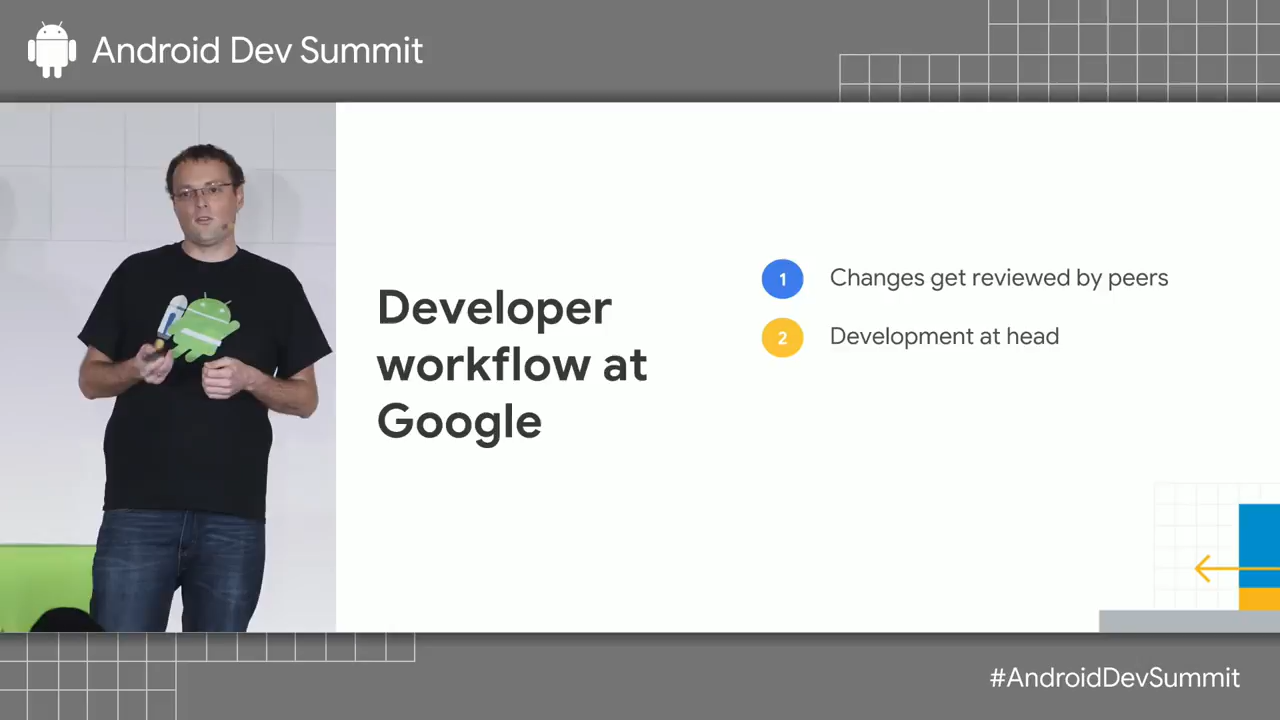 Android Dev Summit
Developer
workflow at
Google
1 Changes get reviewed by peers
2 Development at head
#AndroidDevSummit